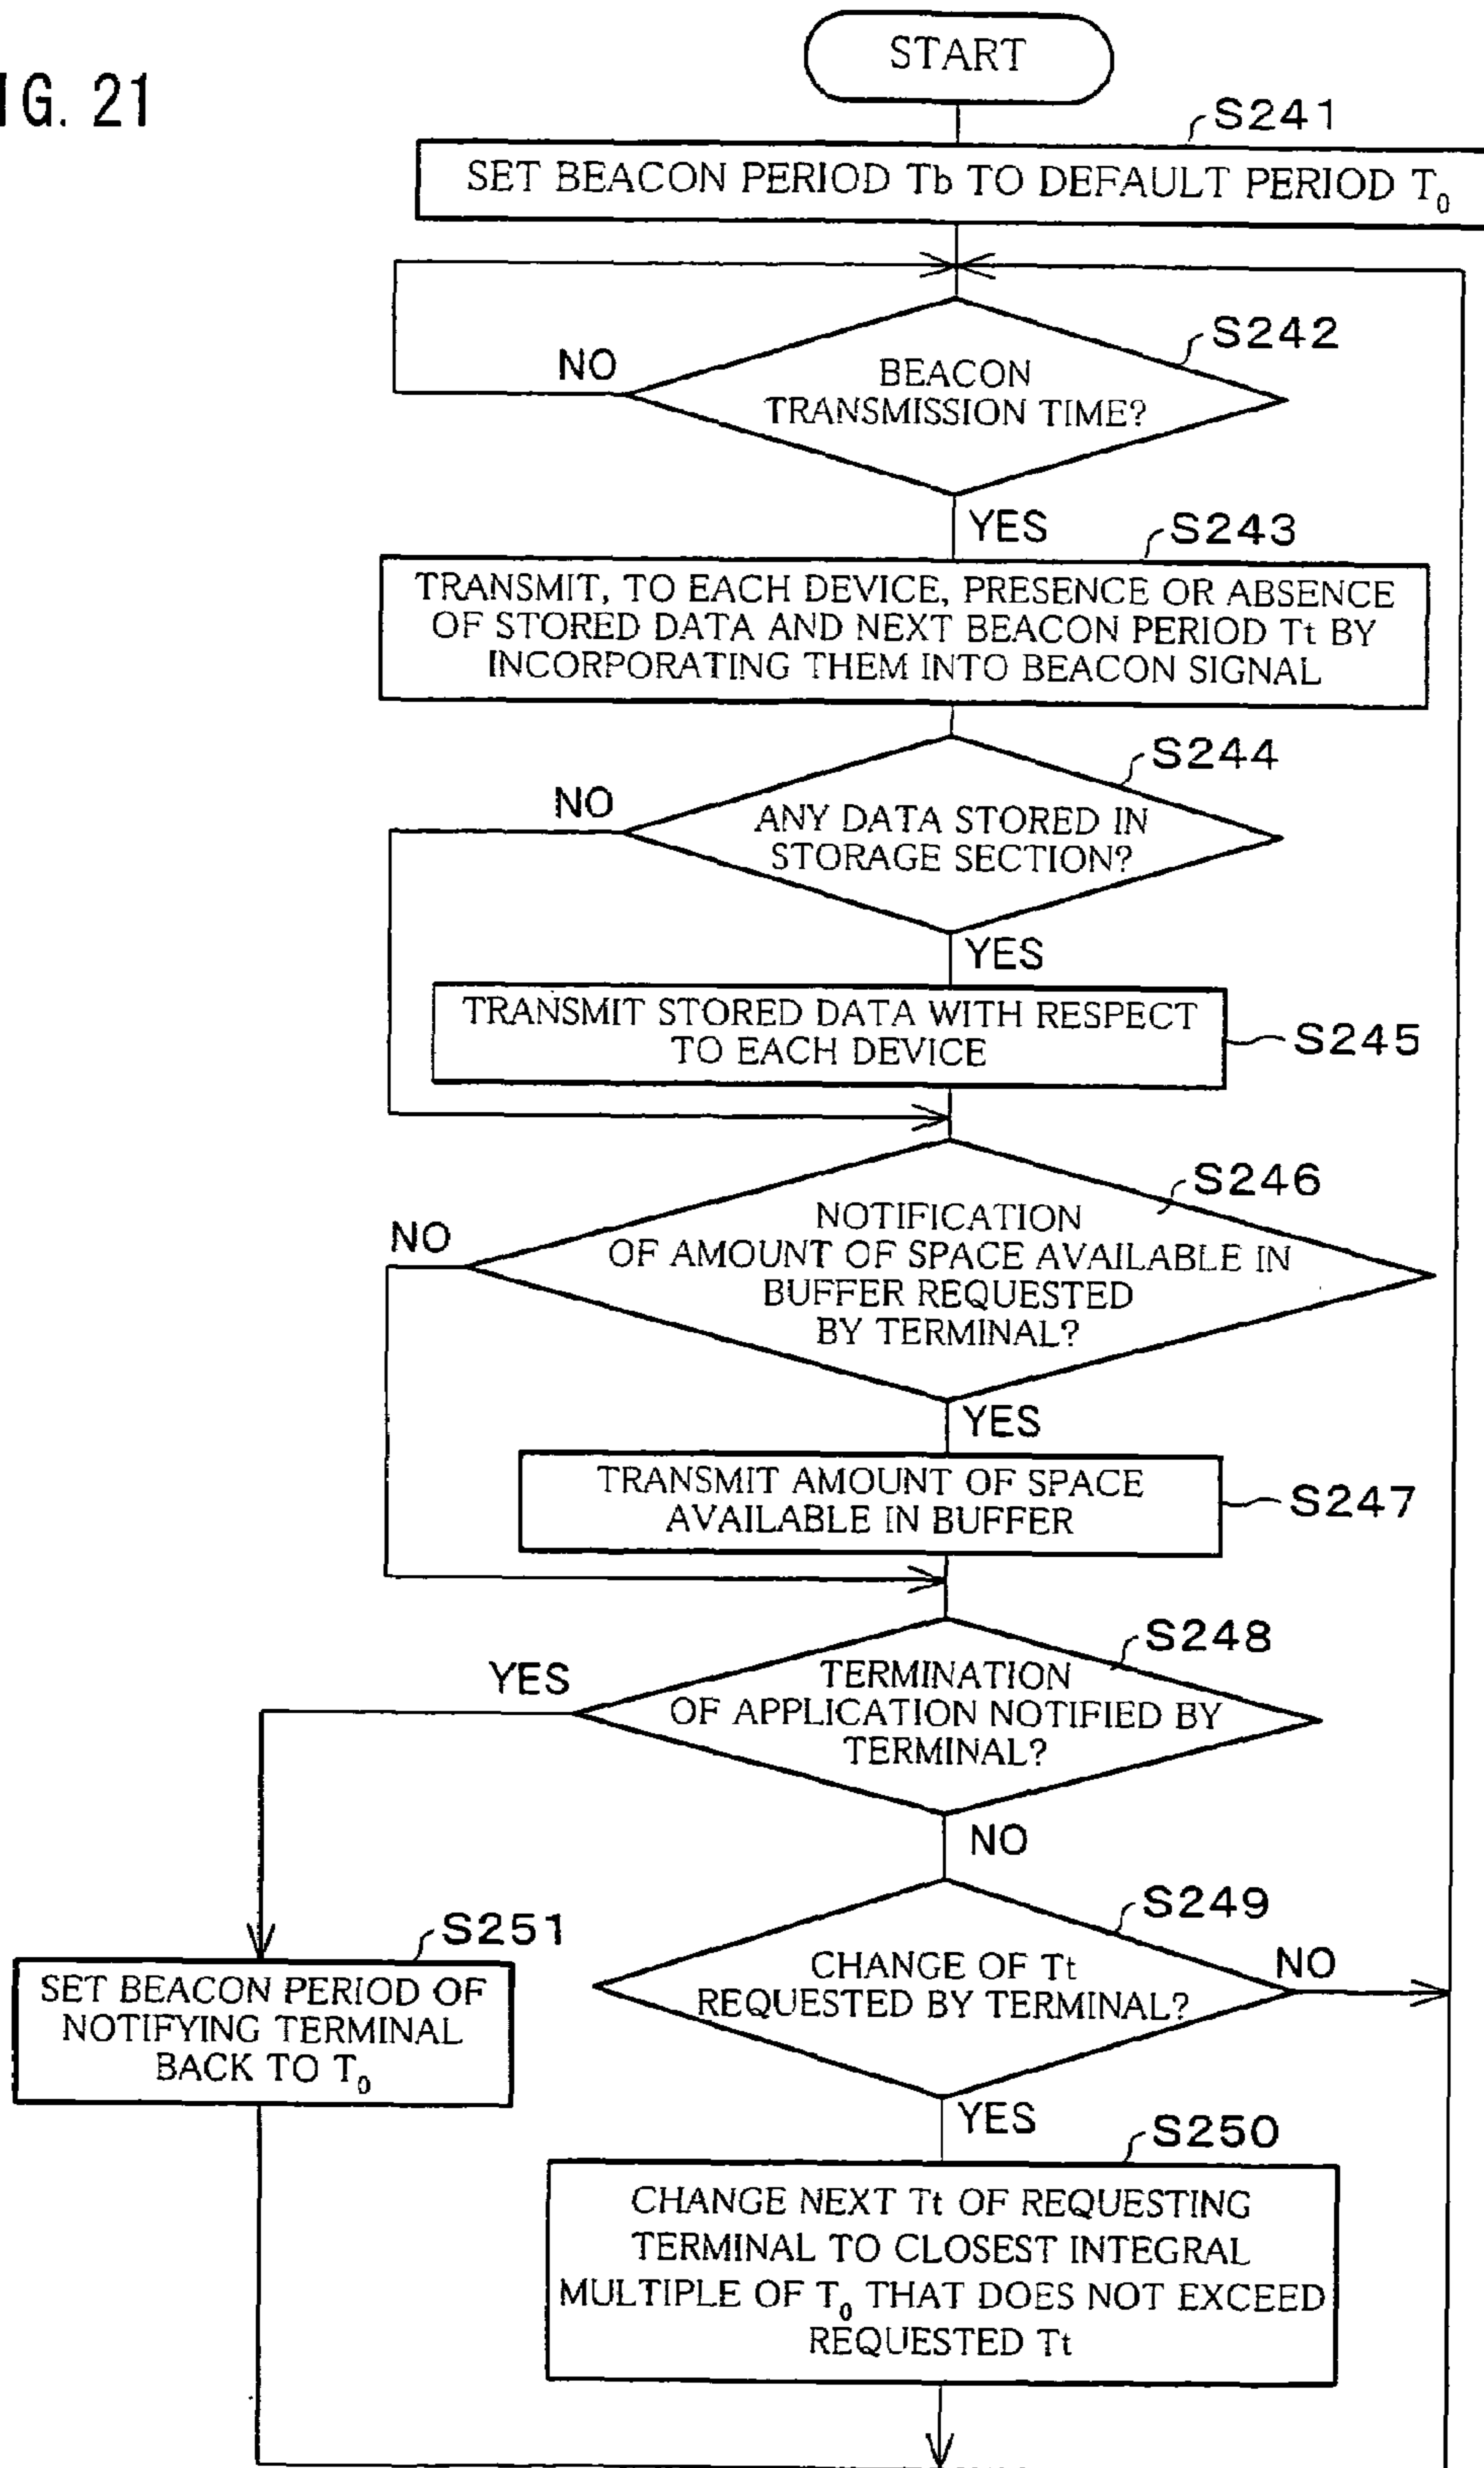 IG. 21
START
S241
SET BEACON PERIOD Tb TO DEFAULT PERIOD T₀
S242
NO
BEACON
TRANSMISSION TIME?
YES
S243
TRANSMIT, TO EACH DEVICE, PRESENCE OR ABSENCE
OF STORED DATA AND NEXT BEACON PERIOD Tt BY
INCORPORATING THEM INTO BEACON SIGNAL
S244
NO
ANY DATA STORED IN
STORAGE SECTION?
YES
TRANSMIT STORED DATA WITH RESPECT
TO EACH DEVICE
S245
S246
NO
NOTIFICATION
OF AMOUNT OF SPACE AVAILABLE IN
BUFFER REQUESTED
BY TERMINAL?
YES
TRANSMIT AMOUNT OF SPACE
AVAILABLE IN BUFFER
S247
S248
YES
TERMINATION
OF APPLICATION NOTIFIED BY
TERMINAL?
NO
S249
CHANGE OF Tt
REQUESTED BY TERMINAL?
NO
S251
SET BEACON PERIOD OF
NOTIFYING TERMINAL
BACK TO T₀
YES
S250
CHANGE NEXT Tt OF REQUESTING
TERMINAL TO CLOSEST INTEGRAL
MULTIPLE OF T₀ THAT DOES NOT EXCEED
REQUESTED Tt